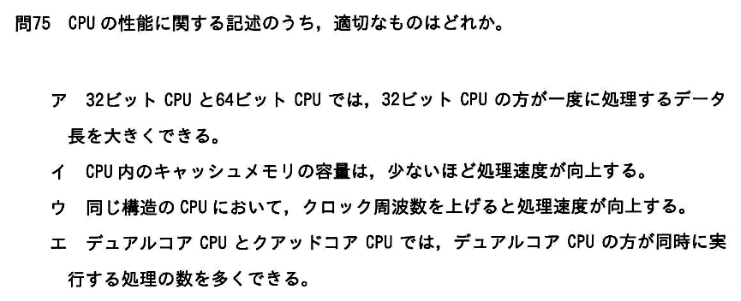 問75 CPU の性能に関する記述のうち，適切なものはどれか。
ア 32ビット CPU と64ビット CPU では，32ビット CPU の方が一度に処理するデータ
長を大きくできる。
イ CPU 内のキャッシュメモリの容量は，少ないほど処理速度が向上する。
ウ 同じ構造の CPU において，クロック周波数を上げると処理速度が向上する。
エ デュアルコア CPU とクアッドコア CPU では，デュアルコア CPU の方が同時に実
行する処理の数を多くできる。